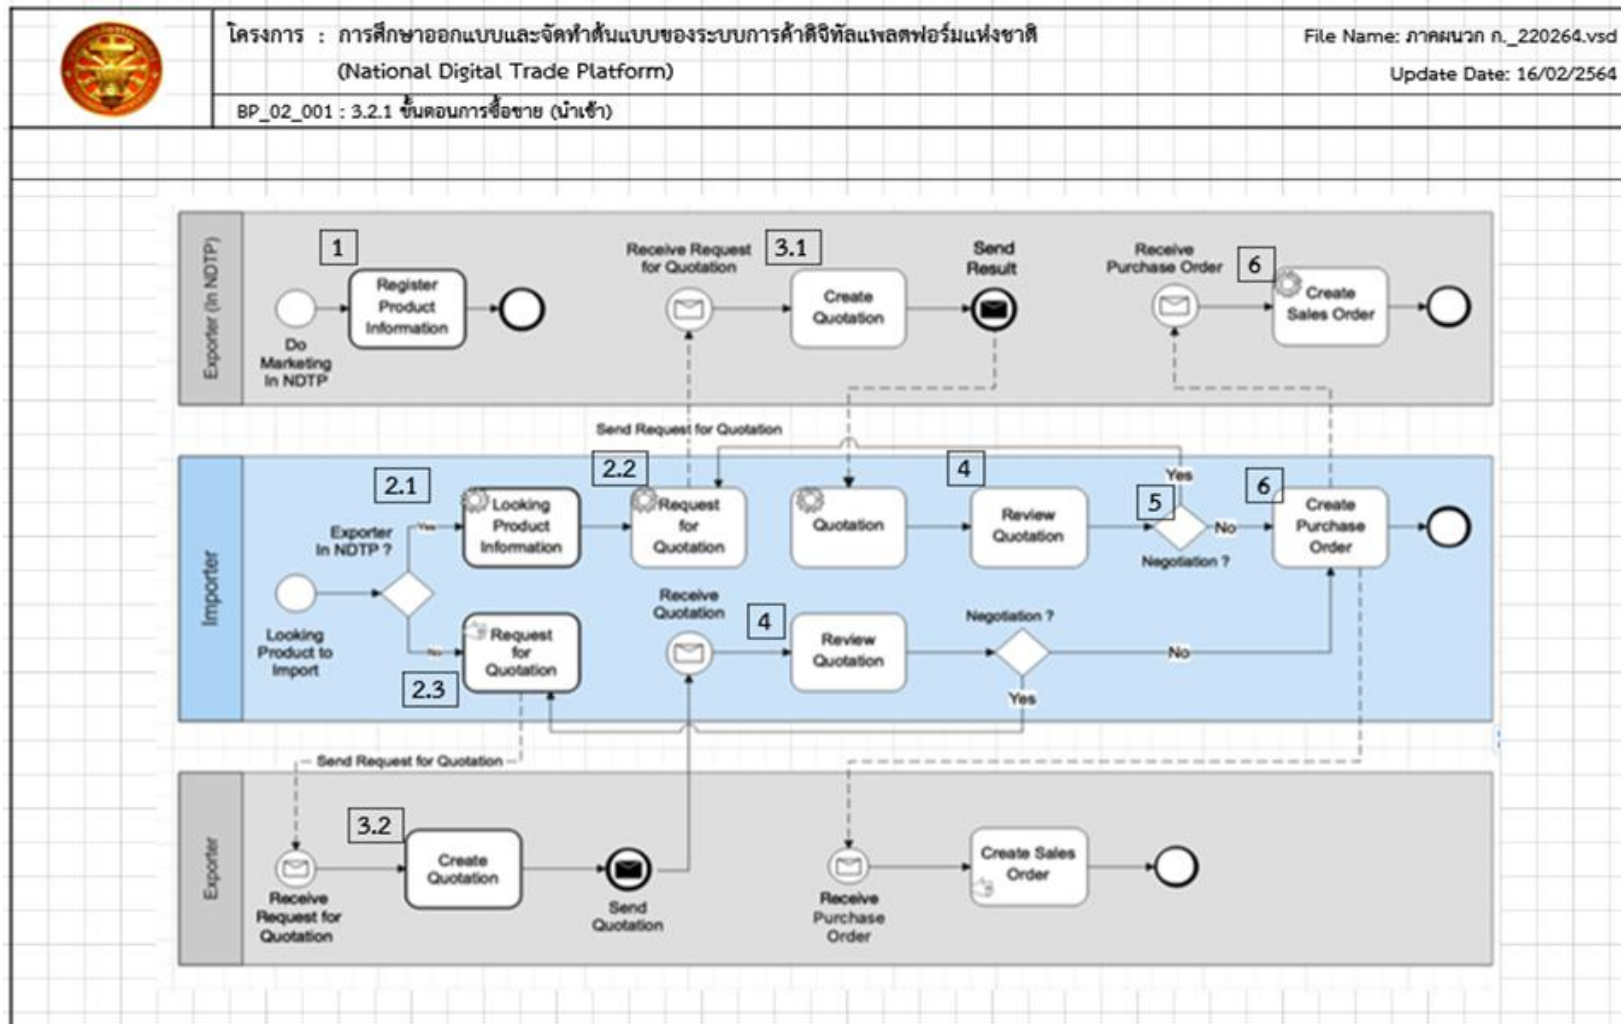 โครงการ : การศึกษาออกแบบและจัดทำต้นแบบของระบบการค้าดิจิทัลแพลตฟอร์มแห่งชาติ
(National Digital Trade Platform)
File Name: ภาคผนวก ก._220264.vsd
Update Date: 16/02/2564
BP_02_001 : 3.2.1 ขั้นตอนการซื้อขาย (นำเข้า)
Exporter (In NDTP)
1
Register
Product
Information
Do
Marketing
In NDTP
Receive Request
for Quotation
3.1
Create
Quotation
Send
Result
Receive
Purchase Order
6
Create
Sales Order
Send Request for Quotation
Importer
Looking
Product to
Import
Exporter
In NDTP ?
Yes
No
2.1
Looking
Product
Information
2.2
Request
for
Quotation
Quotation
4
Review
Quotation
Yes
5
No
Negotiation ?
6
Create
Purchase
Order
2.3
Request
for
Quotation
Receive
Quotation
4
Review
Quotation
Negotiation ?
No
Yes
Send Request for Quotation
Exporter
Receive
Request for
Quotation
3.2
Create
Quotation
Send
Quotation
Receive
Purchase
Order
Create Sales
Order